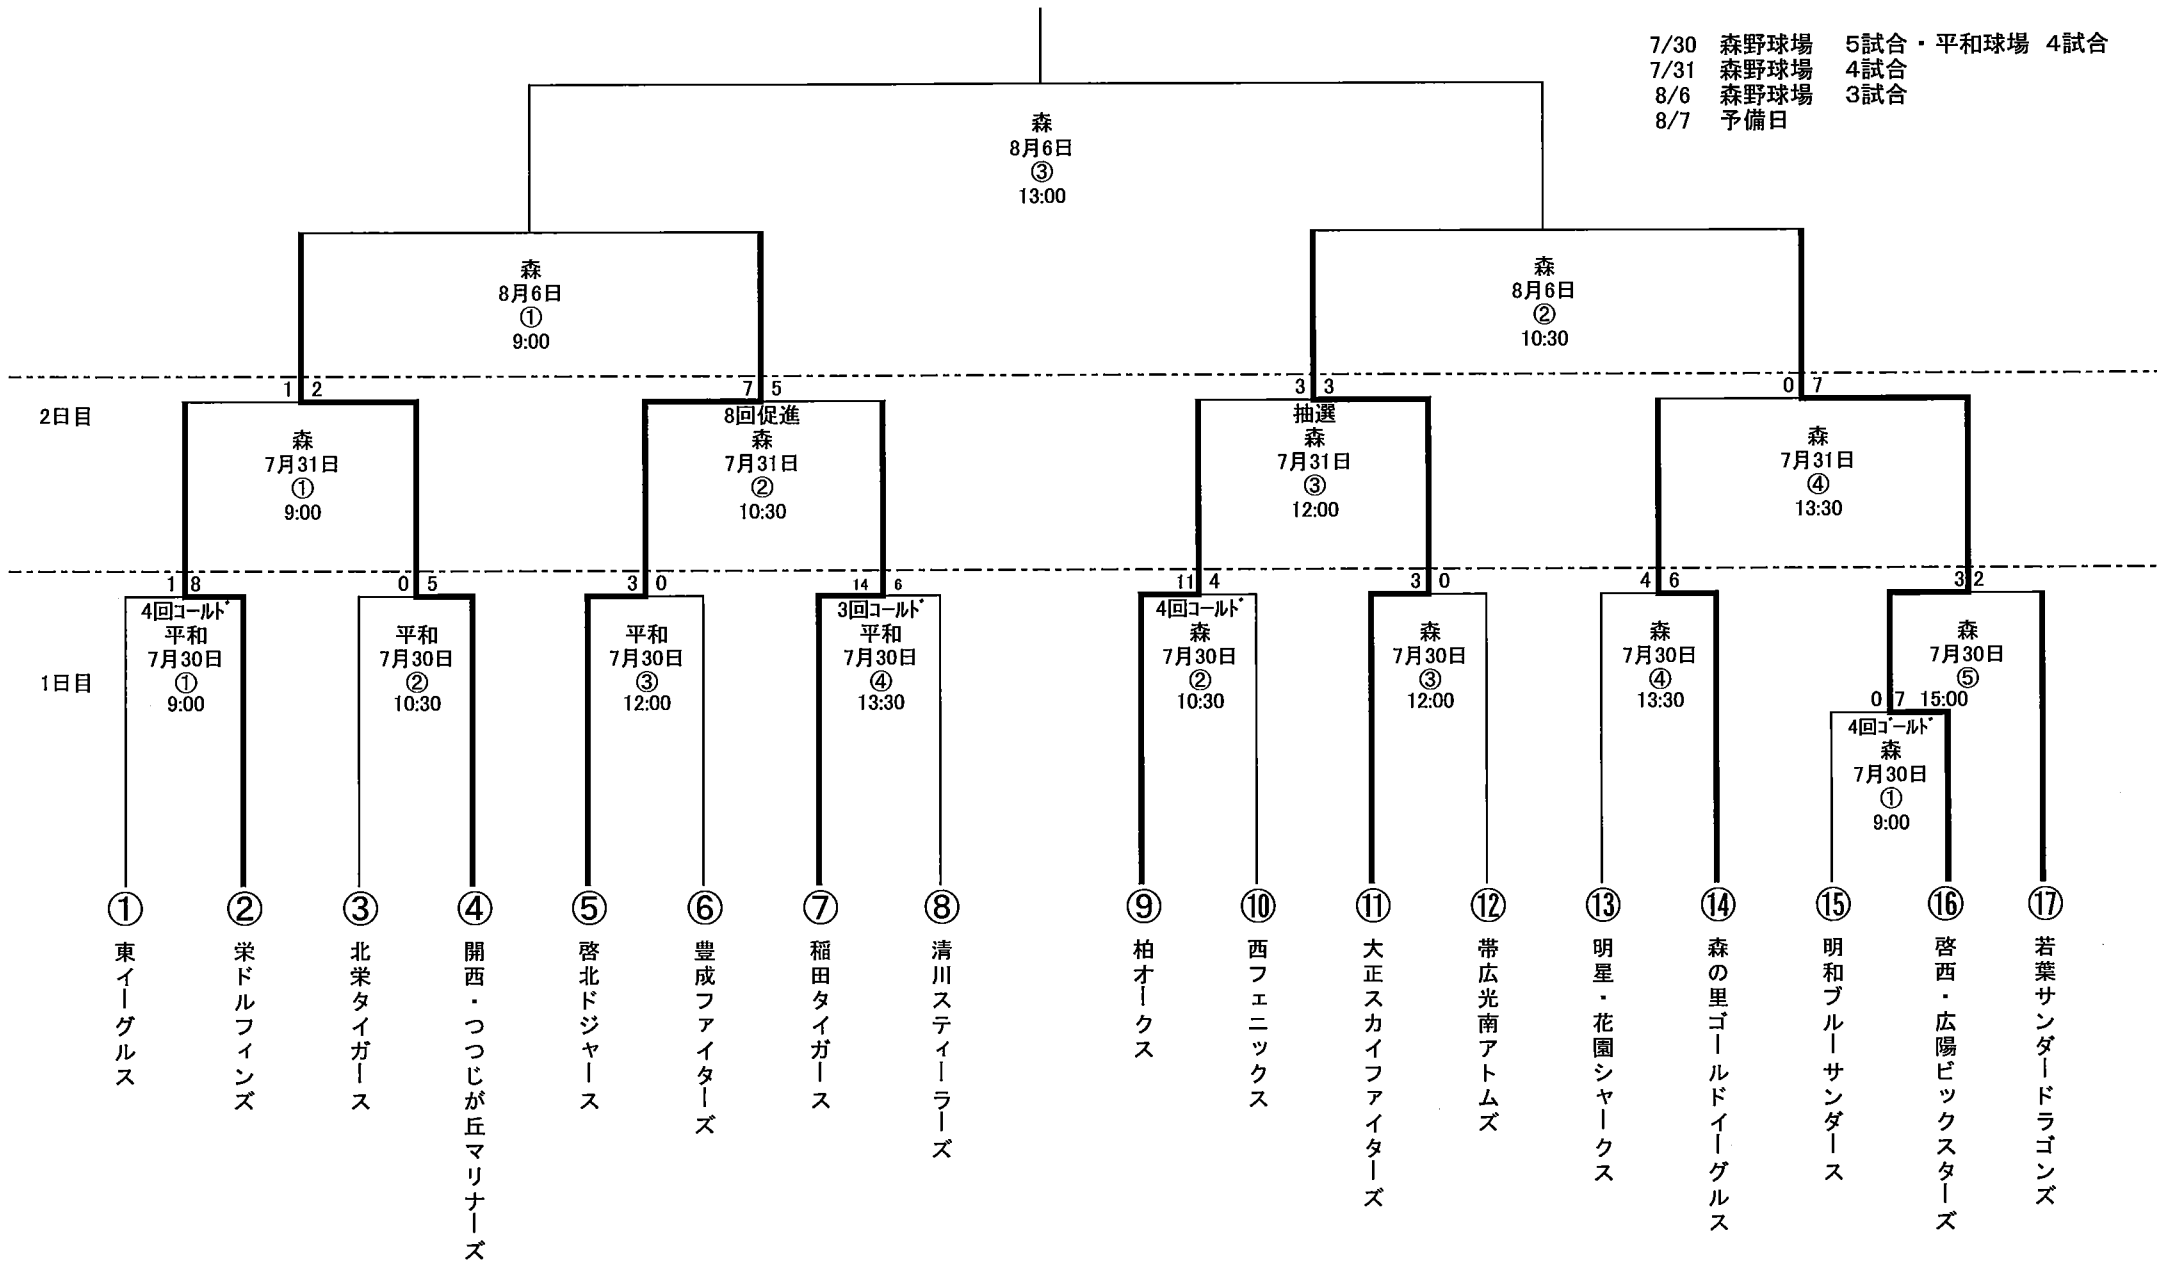 7/30 森野球場 5試合・平和球場 4試合
7/31 森野球場 4試合
8/6 森野球場 3試合
8/7 予備日
森
8月6日
③
13:00
森
8月6日
①
9:00
森
8月6日
②
10:30
2日目
1 2
森
7月31日
①
9:00
7 5
8回促進
森
7月31日
②
10:30
3 3
抽選
森
7月31日
③
12:00
0 7
森
7月31日
④
13:30
1日目
1 8
4回コールド
平和
7月30日
①
9:00
0 5
平和
7月30日
②
10:30
3 0
平和
7月30日
③
12:00
14 6
3回コールド
平和
7月30日
④
13:30
11 4
4回コールド
森
7月30日
②
10:30
3 0
森
7月30日
③
12:00
4 6
森
7月30日
④
13:30
3 2
森
7月30日
⑤
15:00
0 7
4回ゴールド
森
7月30日
①
9:00
① 東イーグルス
② 栄ドルフィンズ
③ 北栄タイガース
④ 開西・つつじが丘マリナーズ
⑤ 啓北ドジャース
⑥ 豊成ファイターズ
⑦ 稲田タイガース
⑧ 清川スティーラーズ
⑨ 柏オークス
⑩ 西フェニックス
⑪ 大正スカイファイターズ
⑫ 帯広光南アトムズ
⑬ 明星・花園シャークス
⑭ 森の里ゴールドイーグルス
⑮ 明和ブルーサンダース
⑯ 啓西・広陽ビックスターズ
⑰ 若葉サンダードラゴンズ